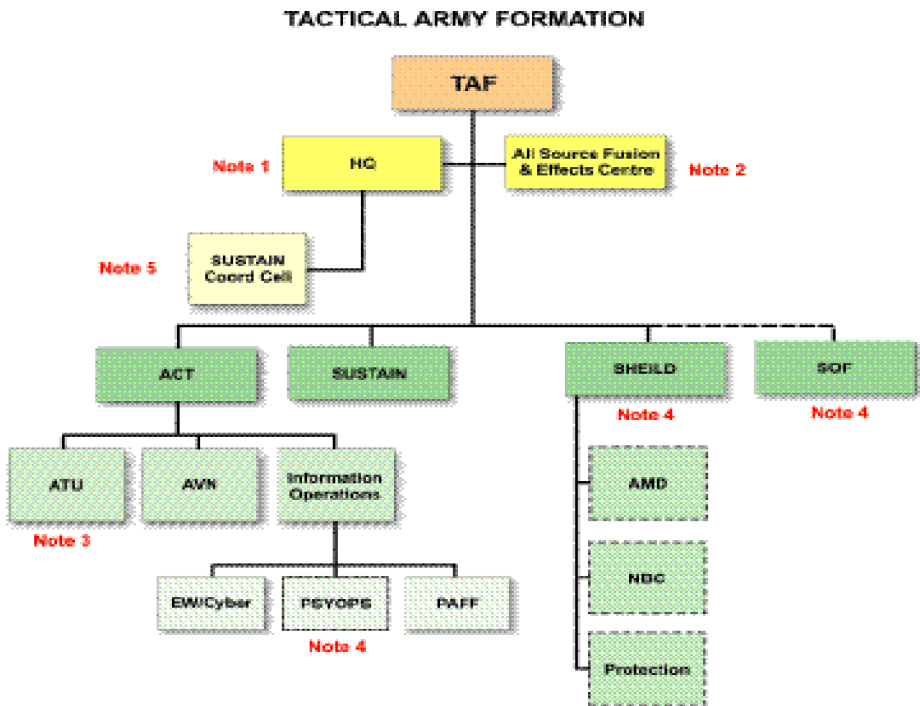 TACTICAL ARMY FORMATION
TAF
Note 1
HQ
All Source Fusion
& Effects Centre
Note 2
Note 5
SUSTAIN
Coord Cell
ACT
SUSTAIN
SHEILD
SOF
Note 4
Note 4
ATU
AVN
Information
Operations
AMD
Note 3
EW/Cyber
PSYOPS
PAFF
NBC
Note 4
Protection